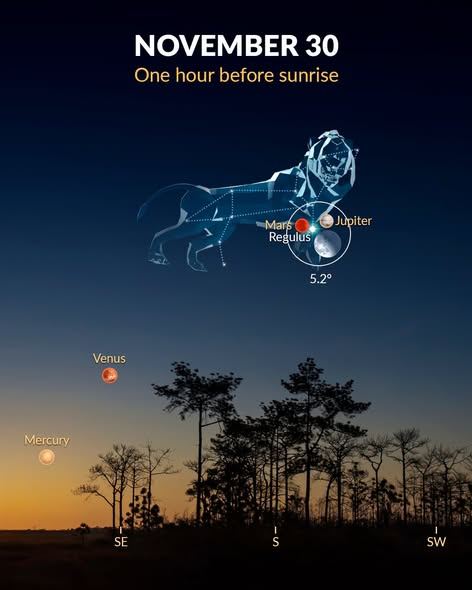 NOVEMBER 30
One hour before sunrise
Mars
Jupiter
Regulus
5.2°
Venus
Mercury
SE
S
SW